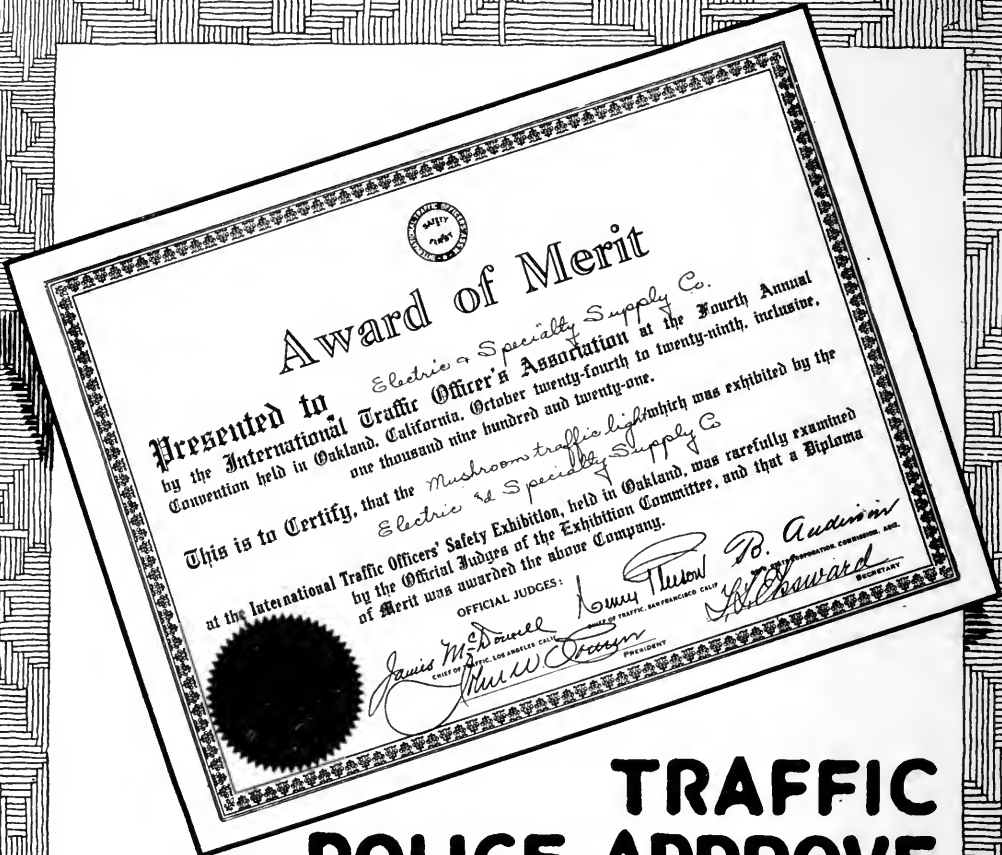 SAFETY
FIRST
Award of Merit
Presented to Electric & Specialty Supply Co.
by the International Traffic Officer's Association at the Fourth Annual
Convention held in Oakland, California, October twenty-fourth to twenty-ninth, inclusive,
one thousand nine hundred and twenty-one.
This is to Certify, that the Mushroom traffic light which was exhibited by the
Electric & Specialty Supply Co
at the International Traffic Officers' Safety Exhibition, held in Oakland, was carefully examined
by the Official Judges of the Exhibition Committee, and that a Diploma
of Merit was awarded the above Company.
OFFICIAL JUDGES:
CHIEF OF TRAFFIC, SAN FRANCISCO CALIF
CORPORATION COMMISSION, ARIZ.
James McDowell
CHIEF OF TRAFFIC, LOS ANGELES CALIF
PRESIDENT
SECRETARY
TRAFFIC
POLICE APPROVE